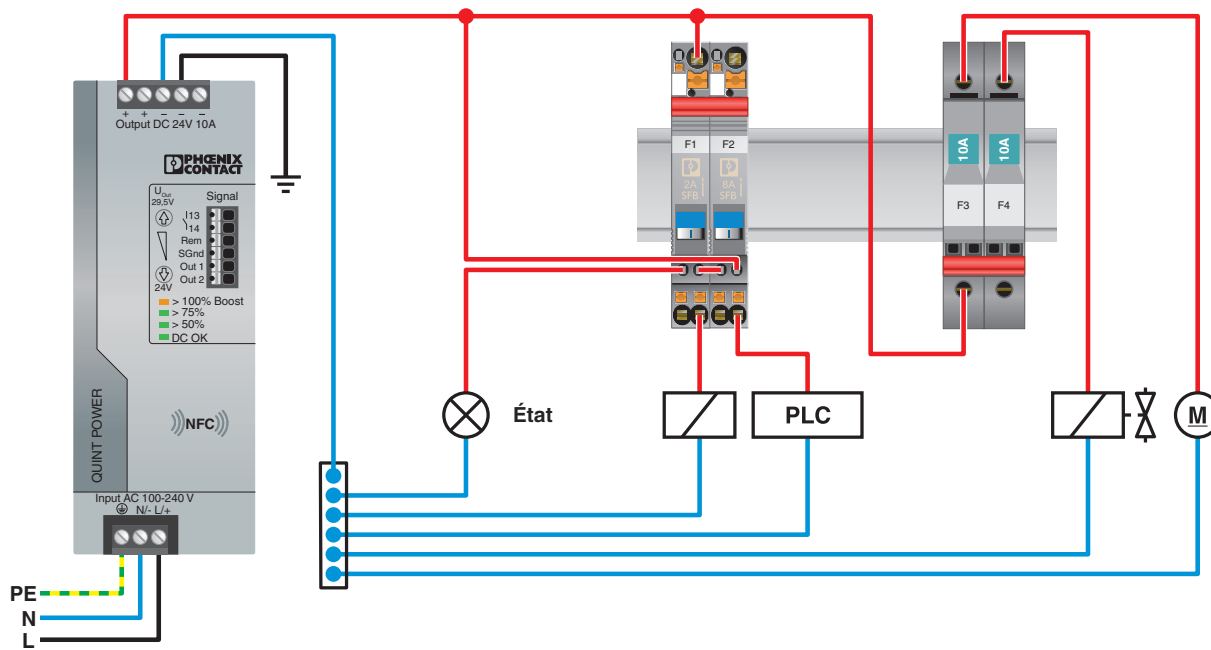 + + − − −
Output DC 24V 10A
PHŒNIX
CONTACT
UOut
29,5V
Signal
13
14
Rem
SGnd
Out 1
Out 2
24V
> 100% Boost
> 75%
> 50%
DC OK
QUINT POWER
NFC
Input AC 100-240 V
N/- L/+
PE
N
L
État
F1
F2
2A
SFB
8A
SFB
PLC
10A
10A
F3
F4
M